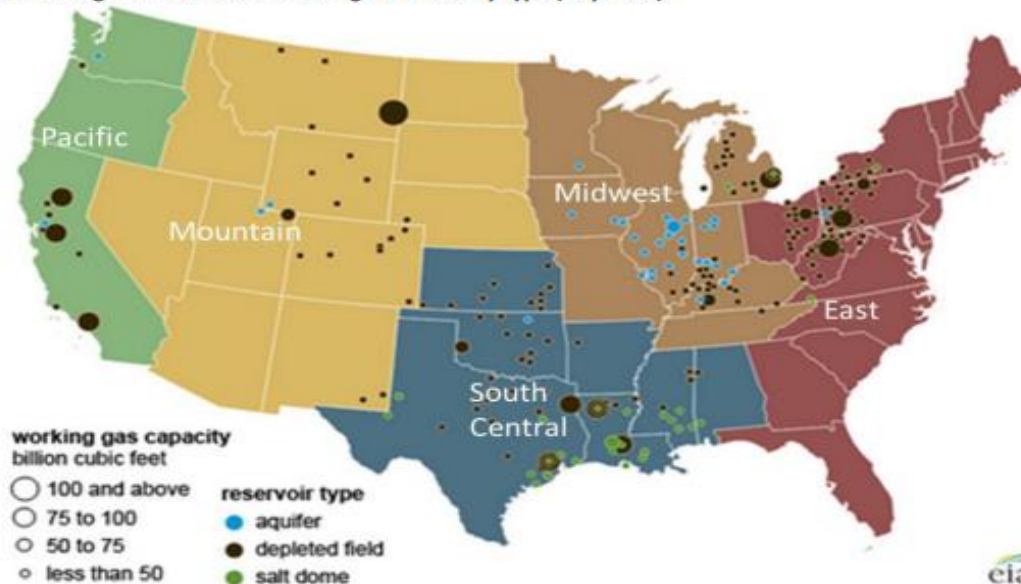 Pacific
Mountain
Midwest
East
South
Central
working gas capacity
billion cubic feet
100 and above
75 to 100
50 to 75
less than 50
reservoir type
aquifer
depleted field
salt dome
eia